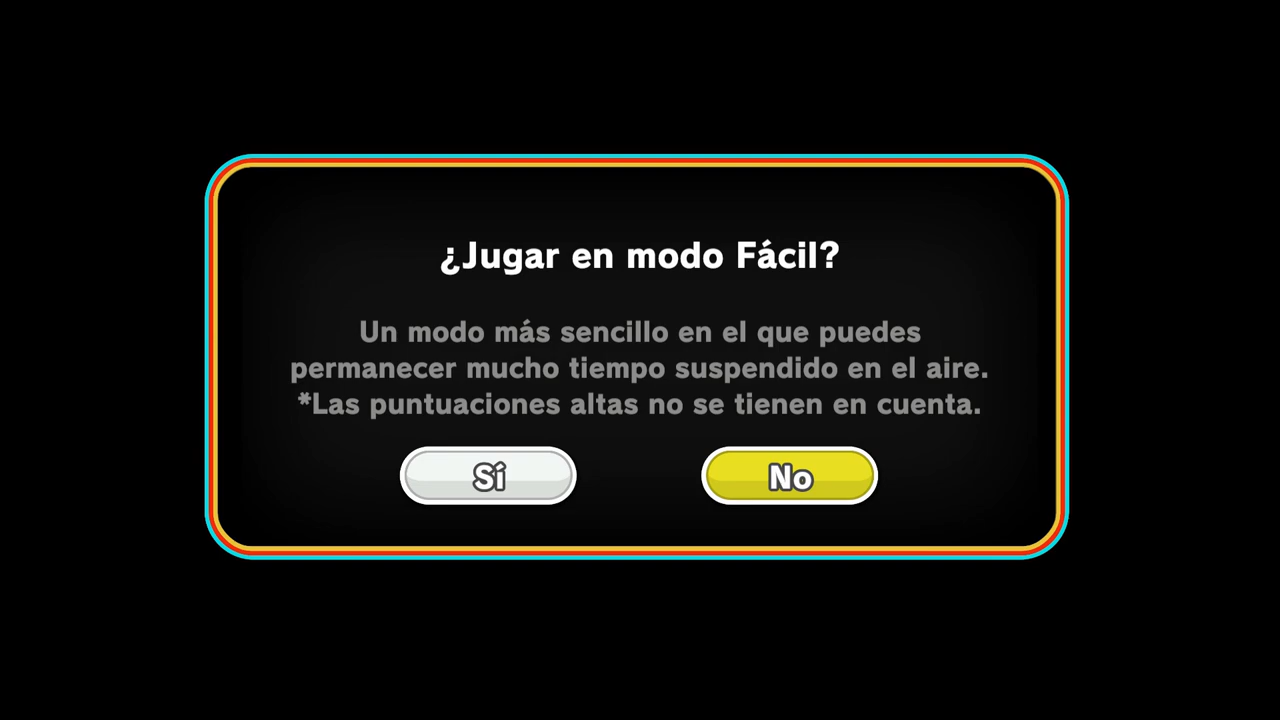 ¿Jugar en modo Fácil?
Un modo más sencillo en el que puedes
permanecer mucho tiempo suspendido en el aire.
*Las puntuaciones altas no se tienen en cuenta.
Sí
No